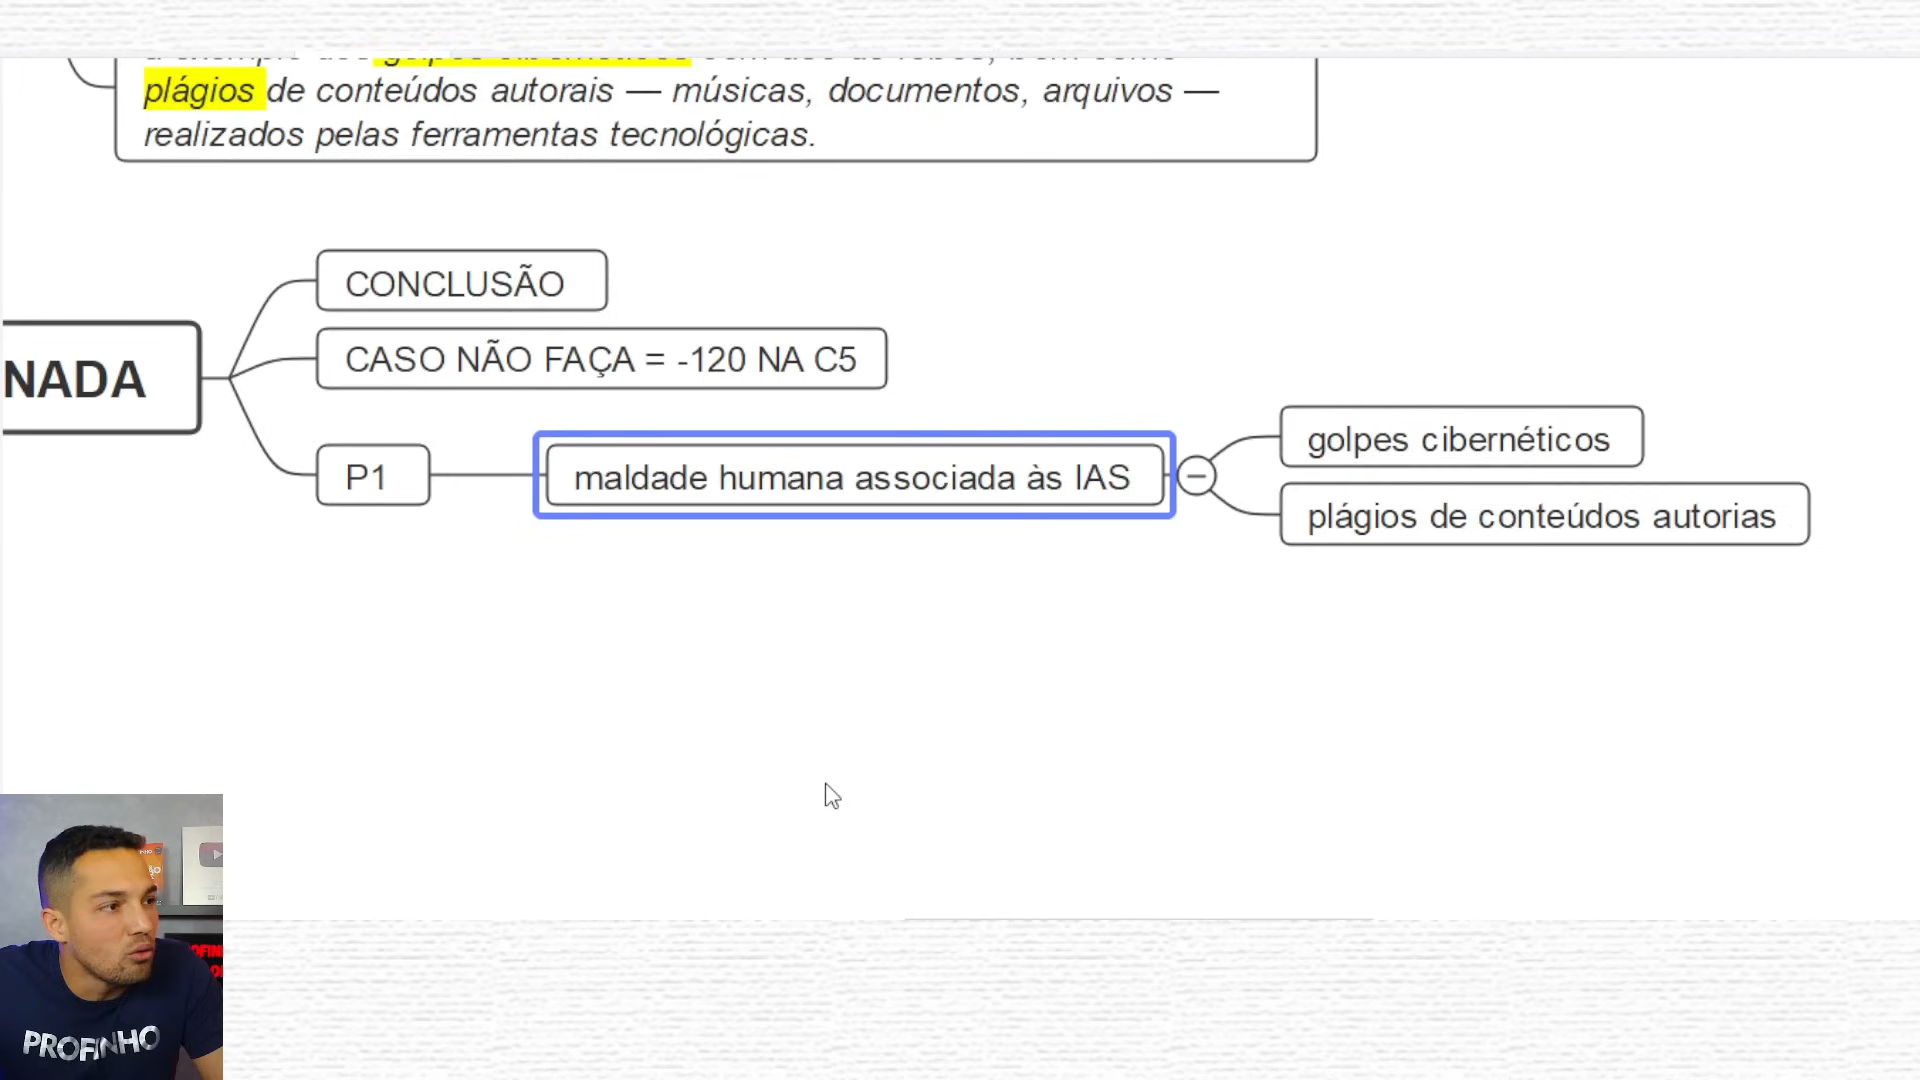 plágios de conteúdos autorais — músicas, documentos, arquivos —
realizados pelas ferramentas tecnológicas.
CONCLUSÃO
CASO NÃO FAÇA = -120 NA C5
NADA
P1
maldade humana associada às IAS
golpes cibernéticos
plágios de conteúdos autorias
PROFINHO